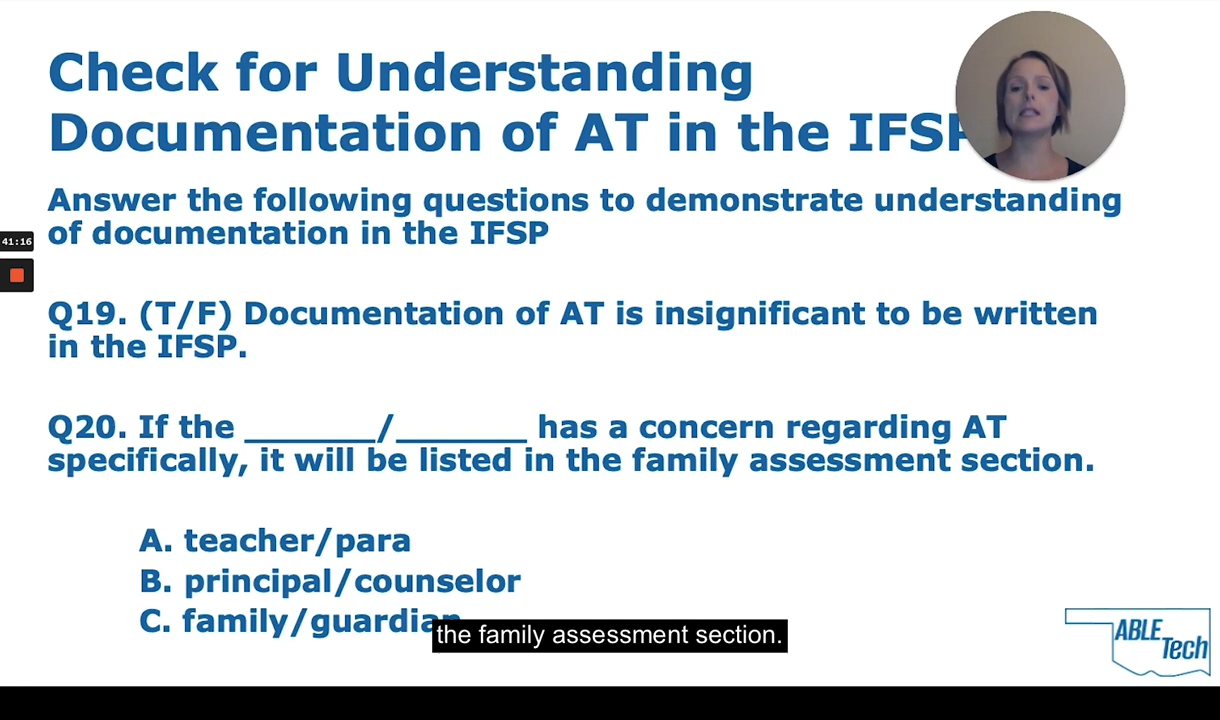 Check for Understanding
Documentation of AT in the IFSP
Answer the following questions to demonstrate understanding
of documentation in the IFSP
41:16
Q19. (T/F) Documentation of AT is insignificant to be written
in the IFSP.
Q20. If the ______/______ has a concern regarding AT
specifically, it will be listed in the family assessment section.
A. teacher/para
B. principal/counselor
C. family/guardian
the family assessment section.
ABLE
Tech